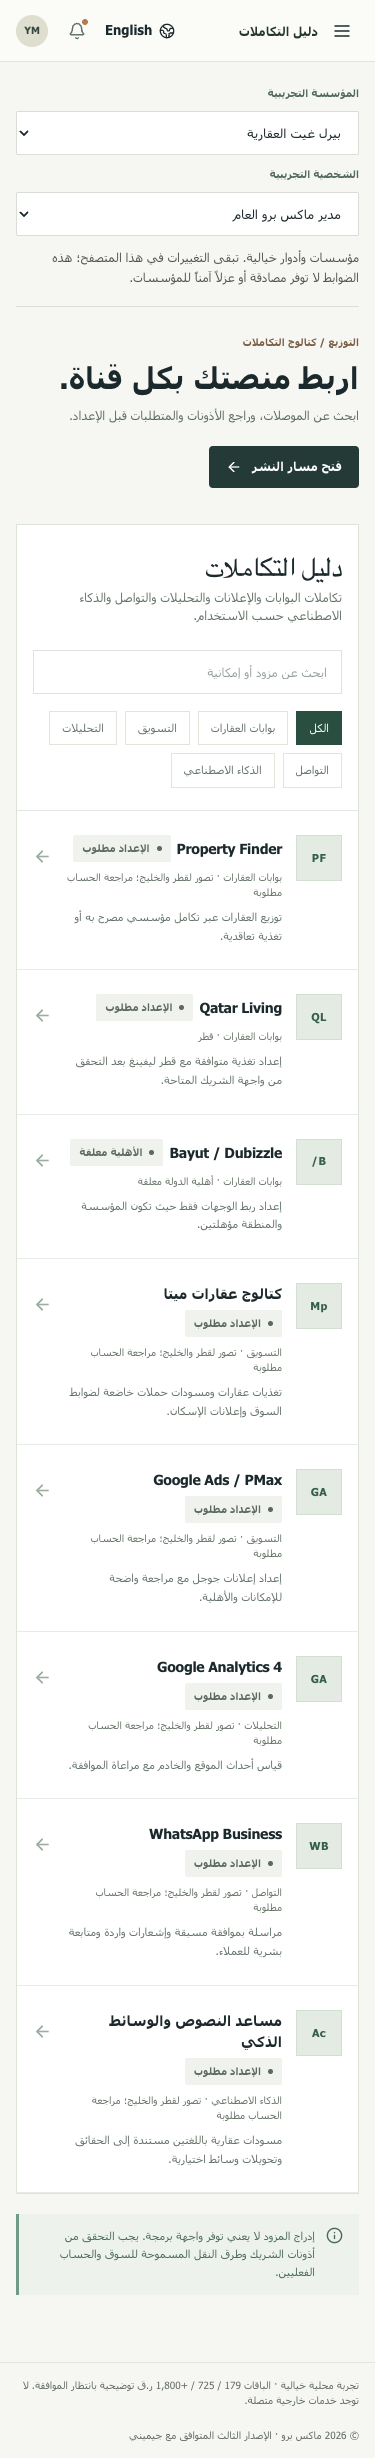 دليل التكاملات
English
YM
المؤسسة التجريبية
بيرل غيت العقارية
الشخصية التجريبية
مدير ماكس برو العام
مؤسسات وأدوار خيالية. تبقى التغييرات في هذا المتصفح؛ هذه
الضوابط لا توفر مصادقة أو عزلاً آمناً للمؤسسات.
التوزيع / كتالوج التكاملات
اربط منصتك بكل قناة.
ابحث عن الموصلات، وراجع الأذونات والمتطلبات قبل الإعداد.
فتح مسار النشر
دليل التكاملات
تكاملات البوابات والإعلانات والتحليلات والتواصل والذكاء
الاصطناعي حسب الاستخدام.
ابحث عن مزود أو إمكانية
الكل
بوابات العقارات
التسويق
التحليلات
التواصل
الذكاء الاصطناعي
PF
Property Finder
الإعداد مطلوب
بوابات العقارات · تصور لقطر والخليج؛ مراجعة الحساب
مطلوبة
توزيع العقارات عبر تكامل مؤسسي مصرح به أو
تغذية تعاقدية.
QL
Qatar Living
الإعداد مطلوب
بوابات العقارات · قطر
إعداد تغذية متوافقة مع قطر ليفينغ بعد التحقق
من واجهة الشريك المتاحة.
B/
Bayut / Dubizzle
الأهلية معلقة
بوابات العقارات · أهلية الدولة معلقة
إعداد ربط الوجهات فقط حيث تكون المؤسسة
والمنطقة مؤهلتين.
Mp
كتالوج عقارات ميتا
الإعداد مطلوب
التسويق · تصور لقطر والخليج؛ مراجعة الحساب
مطلوبة
تغذيات عقارات ومسودات حملات خاضعة لضوابط
السوق وإعلانات الإسكان.
GA
Google Ads / PMax
الإعداد مطلوب
التسويق · تصور لقطر والخليج؛ مراجعة الحساب
مطلوبة
إعداد إعلانات جوجل مع مراجعة واضحة
للإمكانات والأهلية.
GA
Google Analytics 4
الإعداد مطلوب
التحليلات · تصور لقطر والخليج؛ مراجعة الحساب
مطلوبة
قياس أحداث الموقع والخادم مع مراعاة الموافقة.
WB
WhatsApp Business
الإعداد مطلوب
التواصل · تصور لقطر والخليج؛ مراجعة الحساب
مطلوبة
مراسلة بموافقة مسبقة وإشعارات واردة ومتابعة
بشرية للعملاء.
Ac
مساعد النصوص والوسائط
الذكي
الإعداد مطلوب
الذكاء الاصطناعي · تصور لقطر والخليج؛ مراجعة
الحساب مطلوبة
مسودات عقارية باللغتين مستندة إلى الحقائق
وتحويلات وسائط اختيارية.
إدراج المزود لا يعني توفر واجهة برمجة. يجب التحقق من
أذونات الشريك وطرق النقل المسموحة للسوق والحساب
الفعليين.
تجربة محلية خيالية · الباقات 179 / 725 / +1,800 ر.ق توضيحية بانتظار الموافقة. لا
توجد خدمات خارجية متصلة.
© 2026 ماكس برو · الإصدار الثالث المتوافق مع جيميني